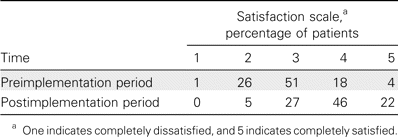 Satisfaction scale,a
percentage of patients
Time 1 2 3 4 5
Preimplementation period 1 26 51 18 4
Postimplementation period 0 5 27 46 22
a One indicates completely dissatisfied, and 5 indicates completely satisfied.